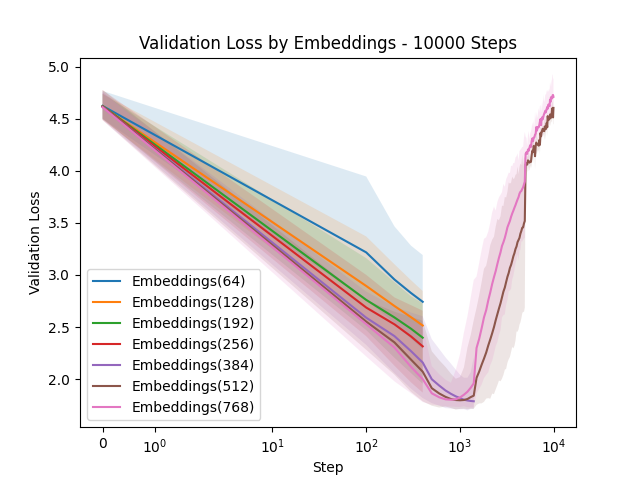 Validation Loss by Embeddings - 10000 Steps
5.0
4.5
4.0
3.5
3.0
2.5
2.0
Validation Loss
Embeddings(64)
Embeddings(128)
Embeddings(192)
Embeddings(256)
Embeddings(384)
Embeddings(512)
Embeddings(768)
0 10⁰ 10¹ 10² 10³ 10⁴
Step